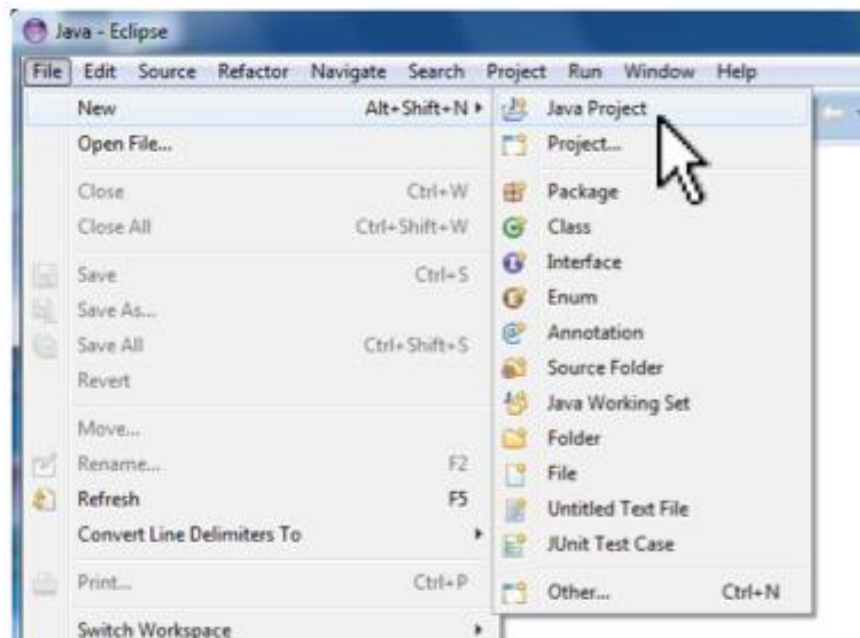 Java - Eclipse
File Edit Source Refactor Navigate Search Project Run Window Help
New Alt+Shift+N
Open File...
Close Ctrl+W
Close All Ctrl+Shift+W
Save Ctrl+S
Save As...
Save All Ctrl+Shift+S
Revert
Move...
Rename... F2
Refresh F5
Convert Line Delimiters To
Print... Ctrl+P
Switch Workspace
Java Project
Project...
Package
Class
Interface
Enum
Annotation
Source Folder
Java Working Set
Folder
File
Untitled Text File
JUnit Test Case
Other... Ctrl+N